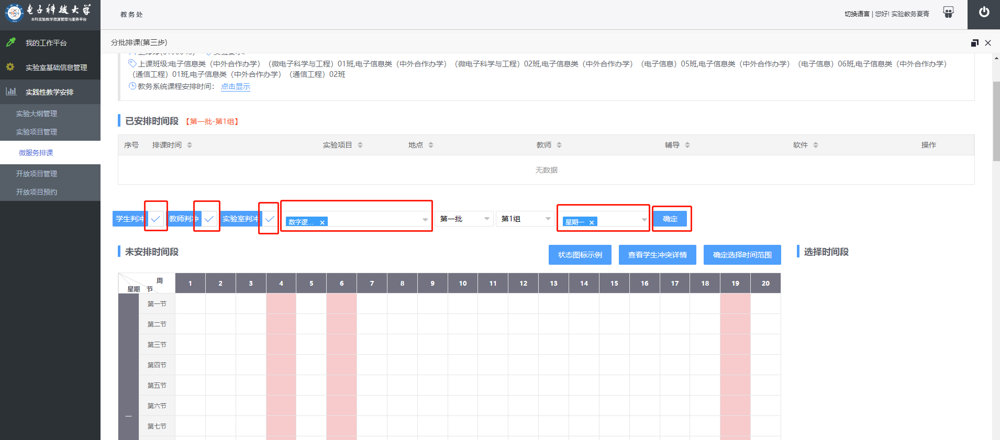 电子科技大学
本科实验教学资源管理与服务平台
教务处
切换语言 | 您好! 实验教务夏青
我的工作平台
实验室基础信息管理
实践性教学安排
实验大纲管理
实验项目管理
微服务排课
开放项目管理
开放项目预约
分批排课(第三步)
上课班级:电子信息类（中外合作办学）（微电子科学与工程）01班,电子信息类（中外合作办学）（微电子科学与工程）02班,电子信息类（中外合作办学）（电子信息）05班,电子信息类（中外合作办学）（电子信息）06班,电子信息类（中外合作办学）
（通信工程）01班,电子信息类（中外合作办学）（通信工程）02班
教务系统课程安排时间： 点击显示
已安排时间段 【第一批-第1组】
序号 排课时间 实验项目 地点 教师 辅导 软件 操作
无数据
学生判冲 教师判冲 实验室判冲 数字逻... × 第一批 第1组 星期一 × 确定
未安排时间段 状态图标示例 查看学生冲突详情 确定选择时间范围 选择时间段
周
星期 节
1 2 3 4 5 6 7 8 9 10 11 12 13 14 15 16 17 18 19 20
第一节
第二节
第三节
第四节
第五节
第六节
一
第七节